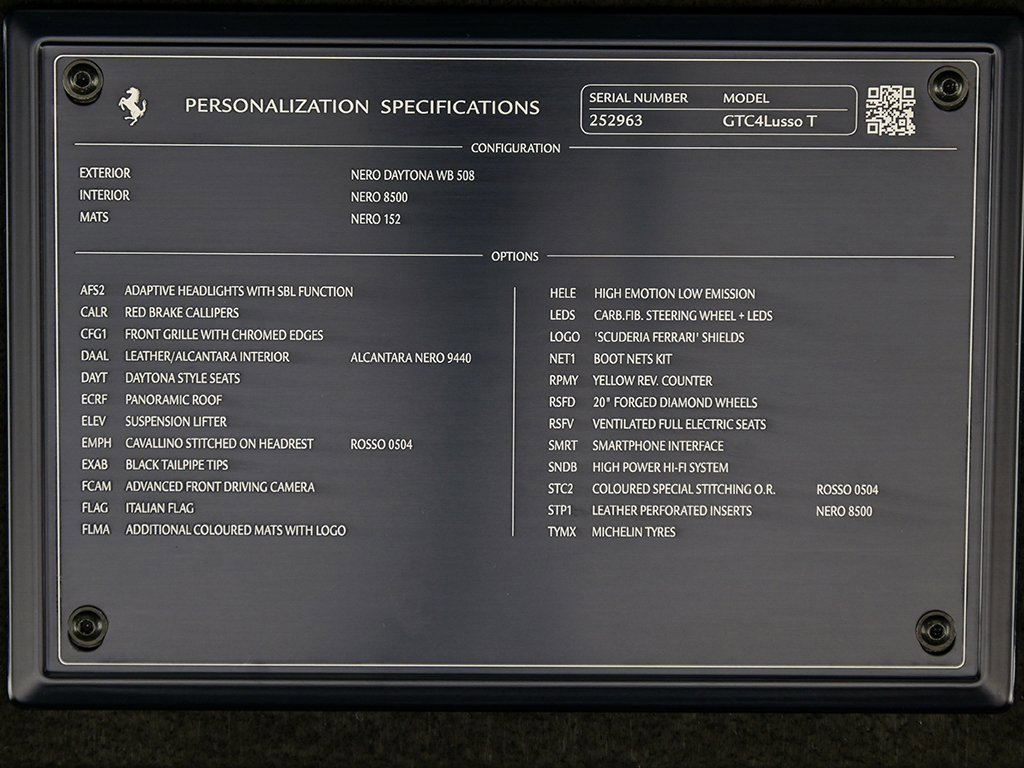 PERSONALIZATION SPECIFICATIONS
SERIAL NUMBER MODEL
252963 GTC4Lusso T
CONFIGURATION
EXTERIOR NERO DAYTONA WB 508
INTERIOR NERO 8500
MATS NERO 152
OPTIONS
AFS2 ADAPTIVE HEADLIGHTS WITH SBL FUNCTION
CALR RED BRAKE CALLIPERS
CFG1 FRONT GRILLE WITH CHROMED EDGES
DAAL LEATHER/ALCANTARA INTERIOR ALCANTARA NERO 9440
DAYT DAYTONA STYLE SEATS
ECRF PANORAMIC ROOF
ELEV SUSPENSION LIFTER
EMPH CAVALLINO STITCHED ON HEADREST ROSSO 0504
EXAB BLACK TAILPIPE TIPS
FCAM ADVANCED FRONT DRIVING CAMERA
FLAG ITALIAN FLAG
FLMA ADDITIONAL COLOURED MATS WITH LOGO
HELE HIGH EMOTION LOW EMISSION
LEDS CARB.FIB. STEERING WHEEL + LEDS
LOGO 'SCUDERIA FERRARI' SHIELDS
NET1 BOOT NETS KIT
RPMY YELLOW REV. COUNTER
RSFD 20" FORGED DIAMOND WHEELS
RSFV VENTILATED FULL ELECTRIC SEATS
SMRT SMARTPHONE INTERFACE
SNDB HIGH POWER HI-FI SYSTEM
STC2 COLOURED SPECIAL STITCHING O.R. ROSSO 0504
STP1 LEATHER PERFORATED INSERTS NERO 8500
TYMX MICHELIN TYRES